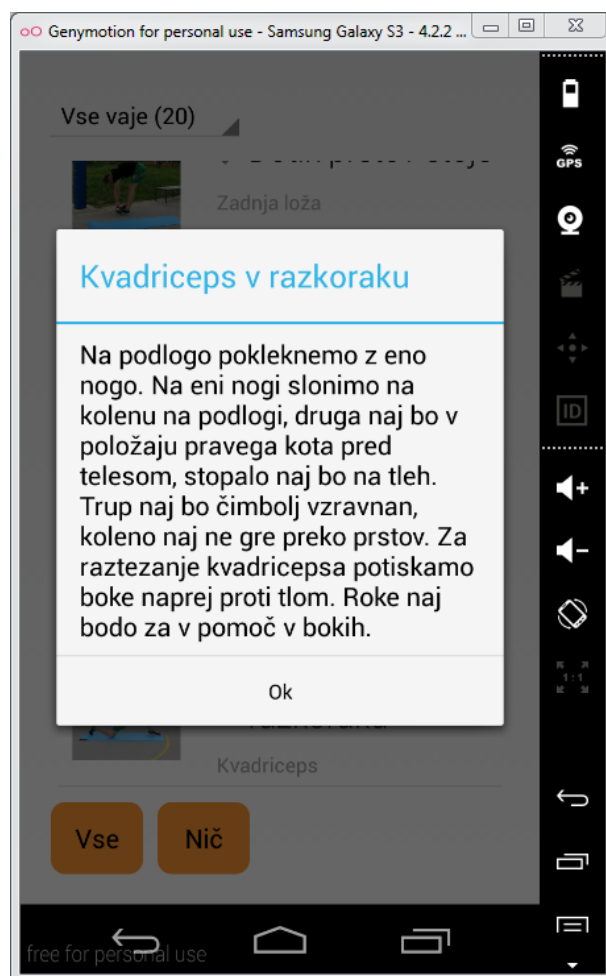 Genymotion for personal use - Samsung Galaxy S3 - 4.2.2 ...
Vse vaje (20)
GPS
Zadnja loža
Kvadriceps v razkoraku
Na podlogo pokleknemo z eno
nogo. Na eni nogi slonimo na
kolenu na podlogi, druga naj bo v
položaju pravega kota pred
telesom, stopalo naj bo na tleh.
Trup naj bo čimbolj vzravnan,
koleno naj ne gre preko prstov. Za
raztezanje kvadricepsa potiskamo
boke naprej proti tlom. Roke naj
bodo za v pomoč v bokih.
Ok
ID
1:1
Kvadriceps
Vse
Nič
free for personal use